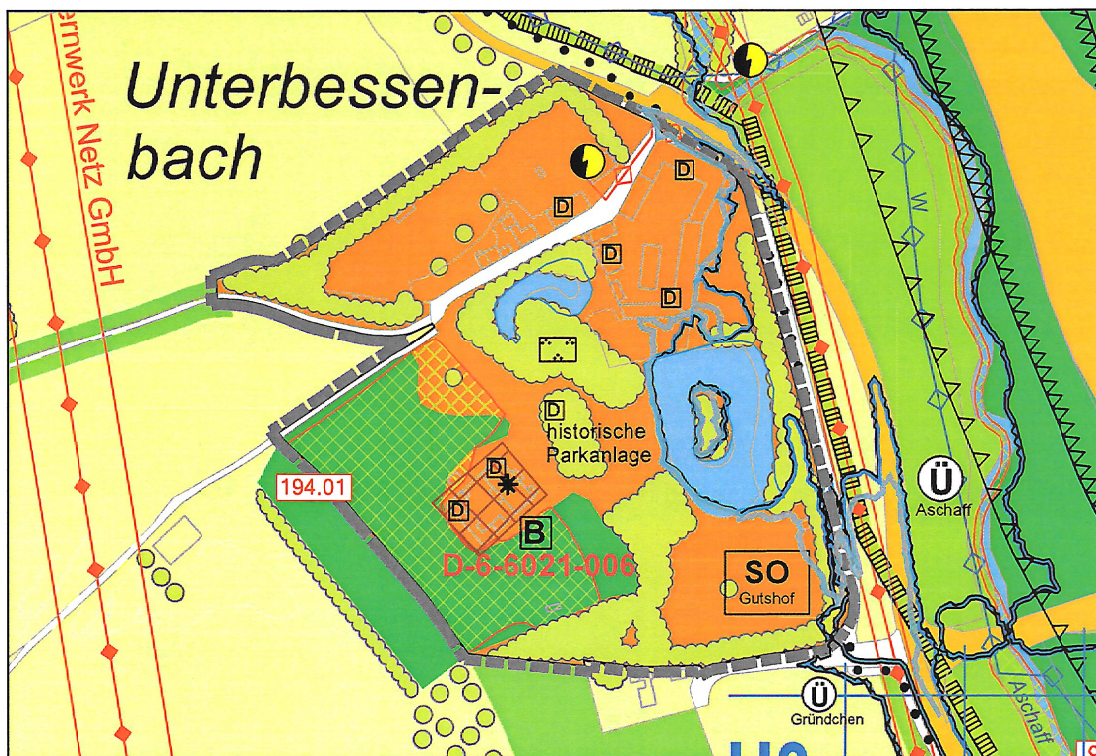 ernwerk Netz GmbH
Unterbessen-
bach
D
D
D
D
W
D
historische
Parkanlage
D
D
194.01
B
D-6-6021-006
SO
Gutshof
Ü
Aschaff
Ü
Gründchen
Aschaff